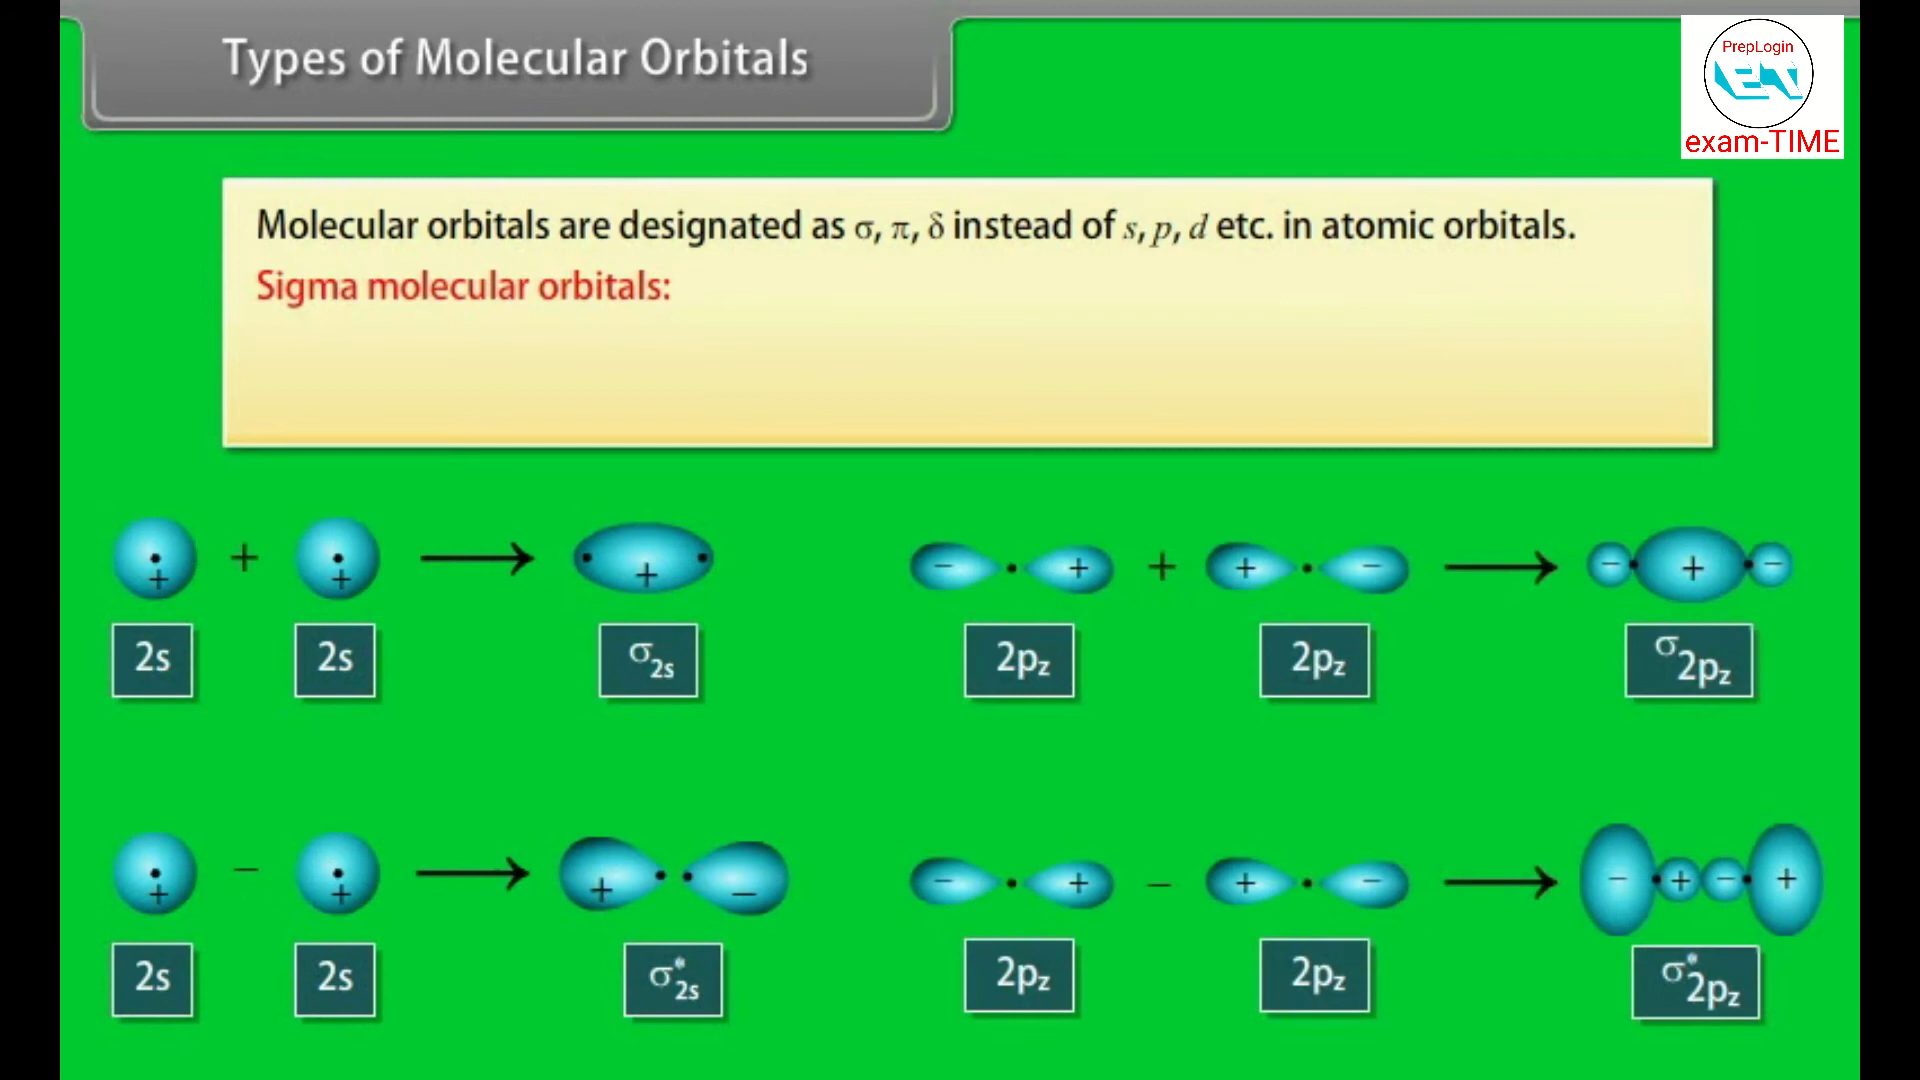 Types of Molecular Orbitals
PrepLogin
ET
exam-TIME
Molecular orbitals are designated as σ, π, δ instead of s, p, d etc. in atomic orbitals.
Sigma molecular orbitals:
+ + + → + − + + + − → − + −
2s 2s σ2s 2pz 2pz σ2pz
+ − + → + − − + − + − → − + − +
2s 2s σ*2s 2pz 2pz σ*2pz